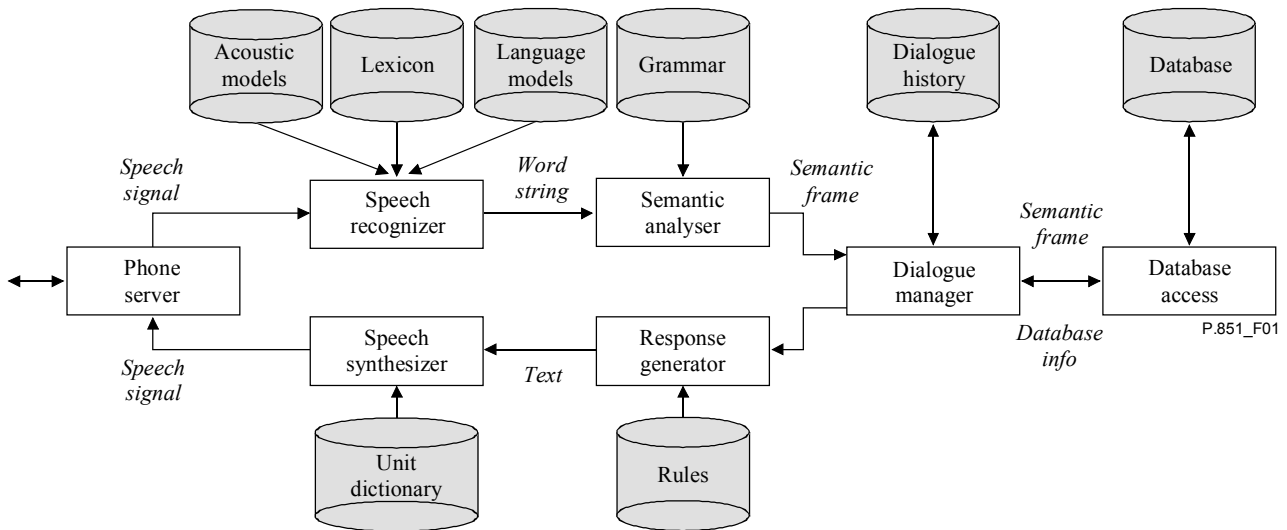 Acoustic
models
Lexicon
Language
models
Grammar
Dialogue
history
Database
Speech
signal
Word
string
Semantic
frame
Speech
recognizer
Semantic
analyser
Semantic
frame
Phone
server
Dialogue
manager
Database
access
P.851_F01
Speech
signal
Speech
synthesizer
Text
Response
generator
Database
info
Unit
dictionary
Rules